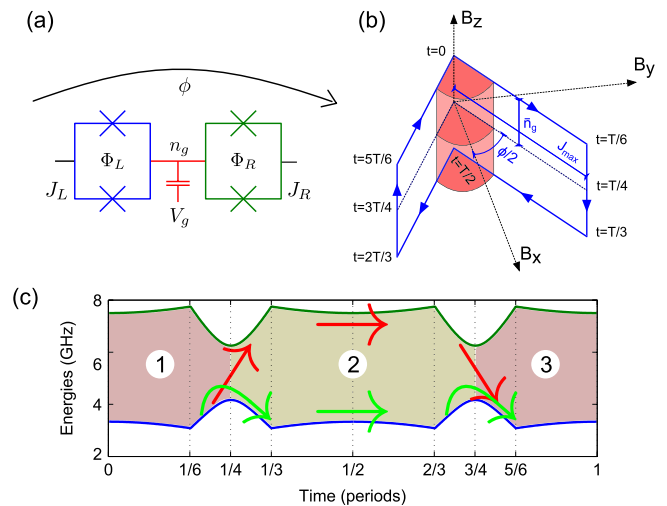 (a)
ϕ
n_g
Φ_L
Φ_R
J_L
J_R
V_g
(b)
B_z
t=0
B_y
ñ_g
J_max
t=T/6
ϕ/2
t=5T/6
t=T/2
t=T/4
t=3T/4
t=T/3
t=2T/3
B_x
(c)
Energies (GHz)
8
6
4
2
1
2
3
0
1/6
1/4
1/3
1/2
2/3
3/4
5/6
1
Time (periods)